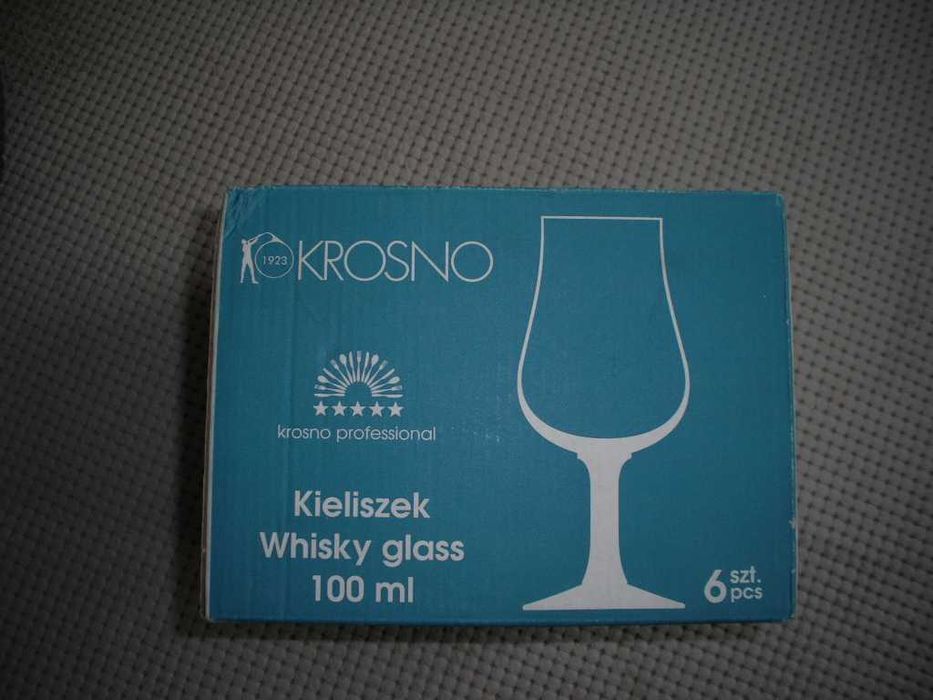 1923 KROSNO
krosno professional
Kieliszek
Whisky glass
100 ml
6 szt.
pcs